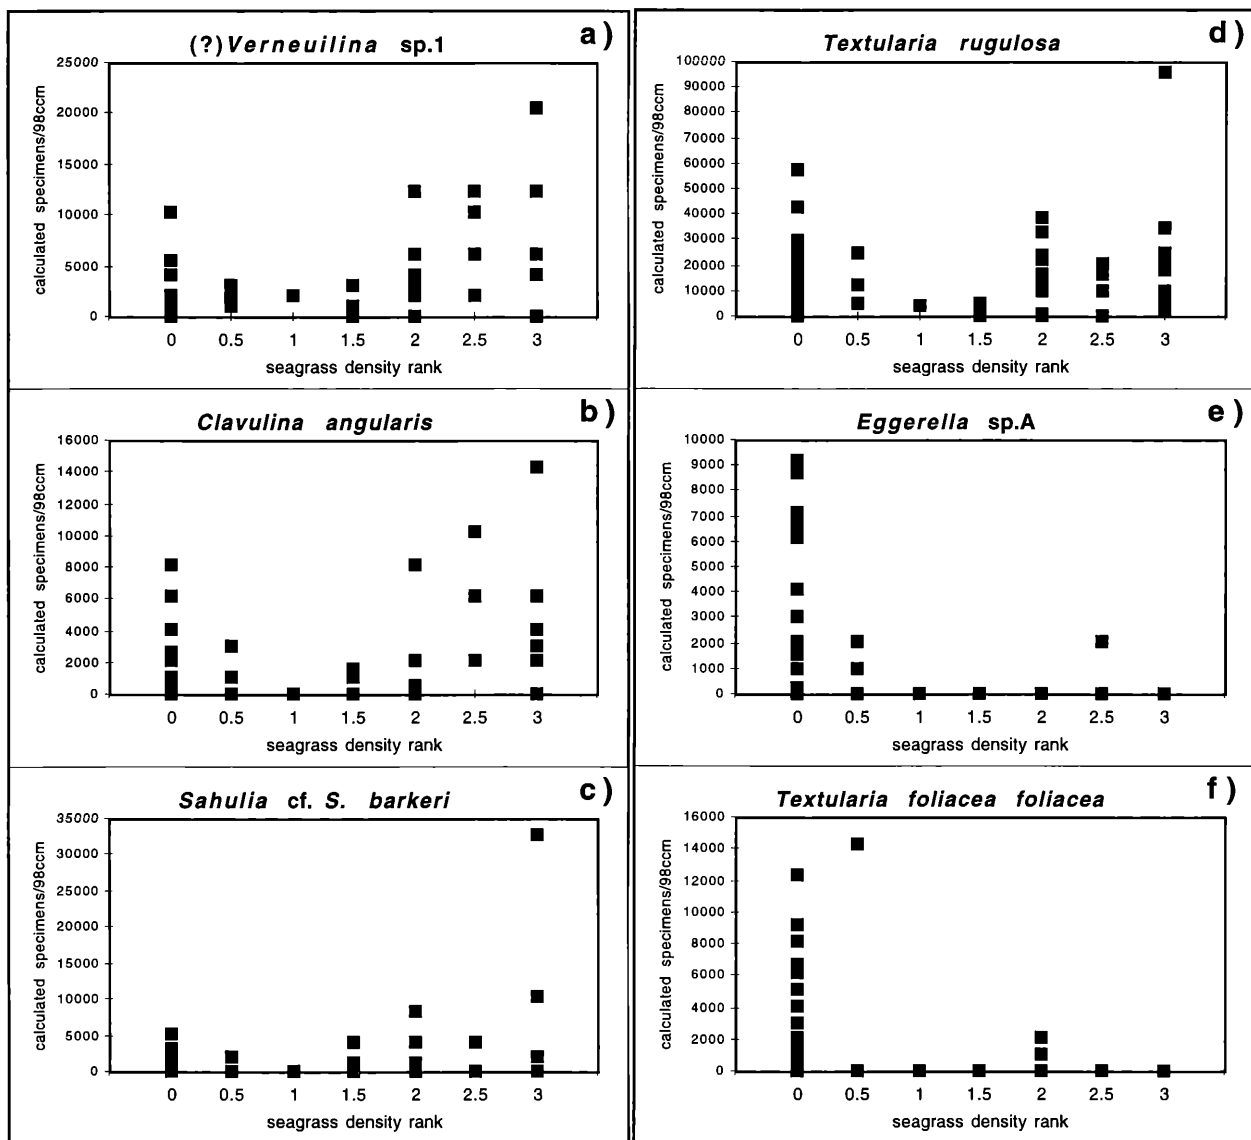 a)
(?)Verneuilina sp.1
calculated specimens/98ccm
25000
20000
15000
10000
5000
0
0 0.5 1 1.5 2 2.5 3
seagrass density rank
b)
Clavulina angularis
calculated specimens/98ccm
16000
14000
12000
10000
8000
6000
4000
2000
0
0 0.5 1 1.5 2 2.5 3
seagrass density rank
c)
Sahulia cf. S. barkeri
calculated specimens/98ccm
35000
30000
25000
20000
15000
10000
5000
0
0 0.5 1 1.5 2 2.5 3
seagrass density rank
d)
Textularia rugulosa
calculated specimens/98ccm
100000
90000
80000
70000
60000
50000
40000
30000
20000
10000
0
0 0.5 1 1.5 2 2.5 3
seagrass density rank
e)
Eggerella sp.A
calculated specimens/98ccm
10000
9000
8000
7000
6000
5000
4000
3000
2000
1000
0
0 0.5 1 1.5 2 2.5 3
seagrass density rank
f)
Textularia foliacea foliacea
calculated specimens/98ccm
16000
14000
12000
10000
8000
6000
4000
2000
0
0 0.5 1 1.5 2 2.5 3
seagrass density rank